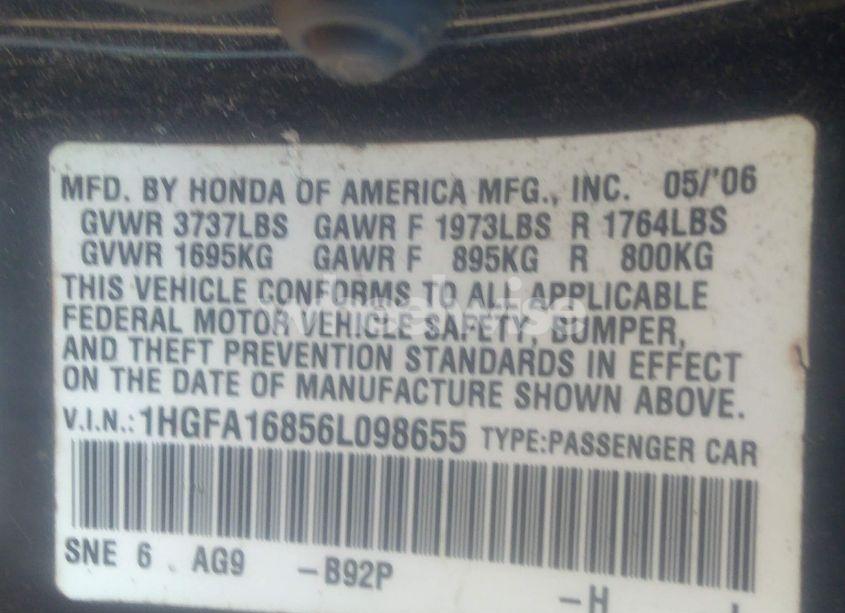 MFD. BY HONDA OF AMERICA MFG., INC. 05/'06
GVWR 3737LBS GAWR F 1973LBS R 1764LBS
GVWR 1695KG GAWR F 895KG R 800KG
THIS VEHICLE CONFORMS TO ALL APPLICABLE
FEDERAL MOTOR VEHICLE SAFETY, BUMPER,
AND THEFT PREVENTION STANDARDS IN EFFECT
ON THE DATE OF MANUFACTURE SHOWN ABOVE.
V.I.N.: 1HGFA16856L098655 TYPE:PASSENGER CAR
SNE 6 . AG9 -B92P -H